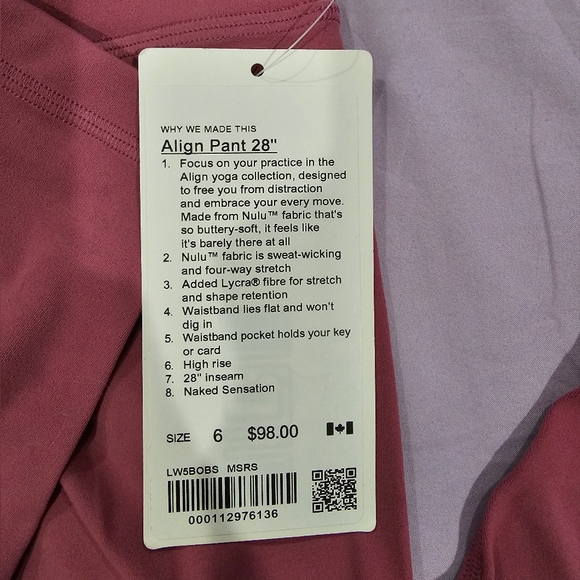 WHY WE MADE THIS
Align Pant 28"
1. Focus on your practice in the
Align yoga collection, designed
to free you from distraction
and embrace your every move.
Made from Nulu™ fabric that's
so buttery-soft, it feels like
it's barely there at all
2. Nulu™ fabric is sweat-wicking
and four-way stretch
3. Added Lycra® fibre for stretch
and shape retention
4. Waistband lies flat and won't
dig in
5. Waistband pocket holds your key
or card
6. High rise
7. 28" inseam
8. Naked Sensation
SIZE 6 $98.00
LW5BOBS MSRS
000112976136